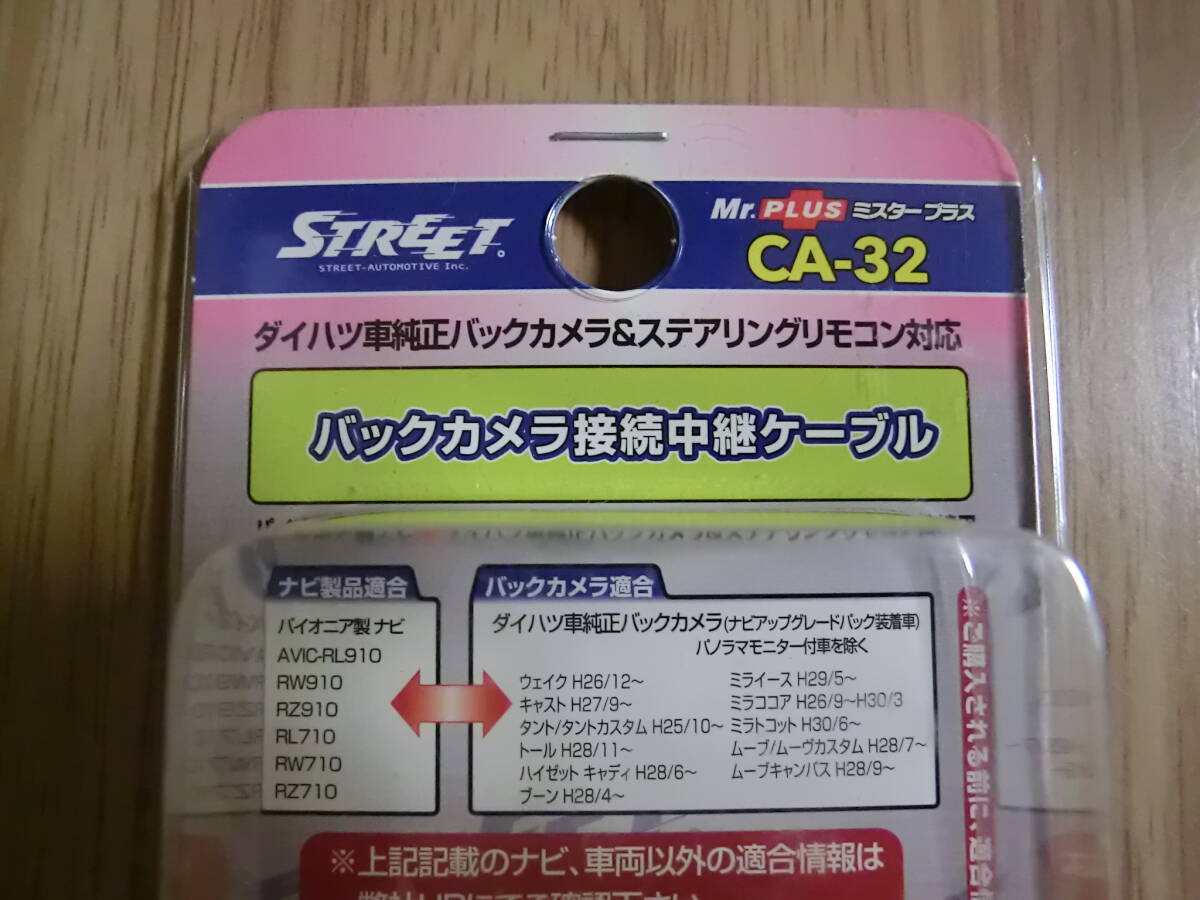 STREET。
STREET-AUTOMOTIVE Inc.
Mr. PLUS ミスタープラス
CA-32
ダイハツ車純正バックカメラ&ステアリングリモコン対応
バックカメラ接続中継ケーブル
ナビ製品適合
パイオニア製 ナビ
AVIC-RL910
RW910
RZ910
RL710
RW710
RZ710
バックカメラ適合
ダイハツ車純正バックカメラ(ナビアップグレードパック装着車)
パノラマモニター付車を除く
ウェイク H26/12~
キャスト H27/9~
タント/タントカスタム H25/10~
トール H28/11~
ハイゼット キャディ H28/6~
ブーン H28/4~
ミライース H29/5~
ミラココア H26/9~H30/3
ミラトコット H30/6~
ムーブ/ムーヴカスタム H28/7~
ムーブキャンバス H28/9~
※ご購入される前に、適合情
※上記記載のナビ、車両以外の適合情報は